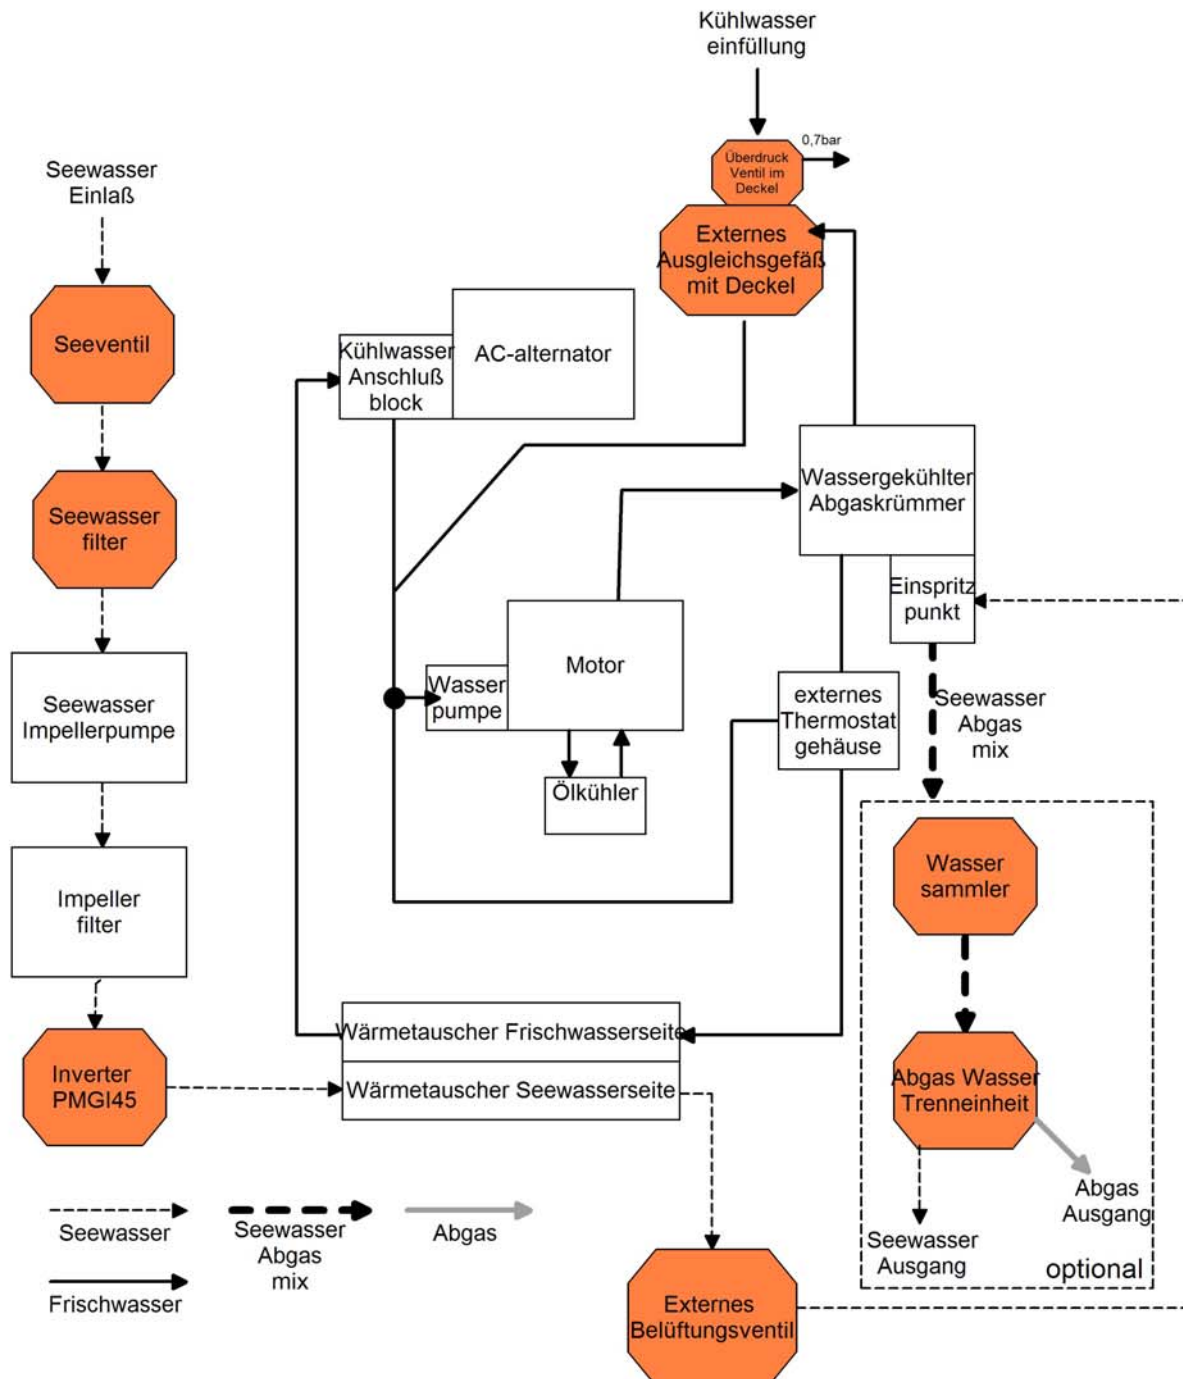 Kühlwasser
einfüllung
0,7bar
Überdruck
Ventil im
Deckel
Seewasser
Einlaß
Externes
Ausgleichsgefäß
mit Deckel
Seeventil
Kühlwasser
Anschluß
block
AC-alternator
Seewasser
filter
Wassergekühlter
Abgaskrümmer
Einspritz
punkt
Seewasser
Impellerpumpe
Wasser
pumpe
Motor
externes
Thermostat
gehäuse
Seewasser
Abgas
mix
Ölkühler
Impeller
filter
Wasser
sammler
Inverter
PMGI45
Wärmetauscher Frischwasserseite
Wärmetauscher Seewasserseite
Abgas Wasser
Trenneinheit
Abgas
Ausgang
Seewasser
Ausgang
optional
Seewasser
Seewasser
Abgas
mix
Abgas
Frischwasser
Externes
Belüftungsventil